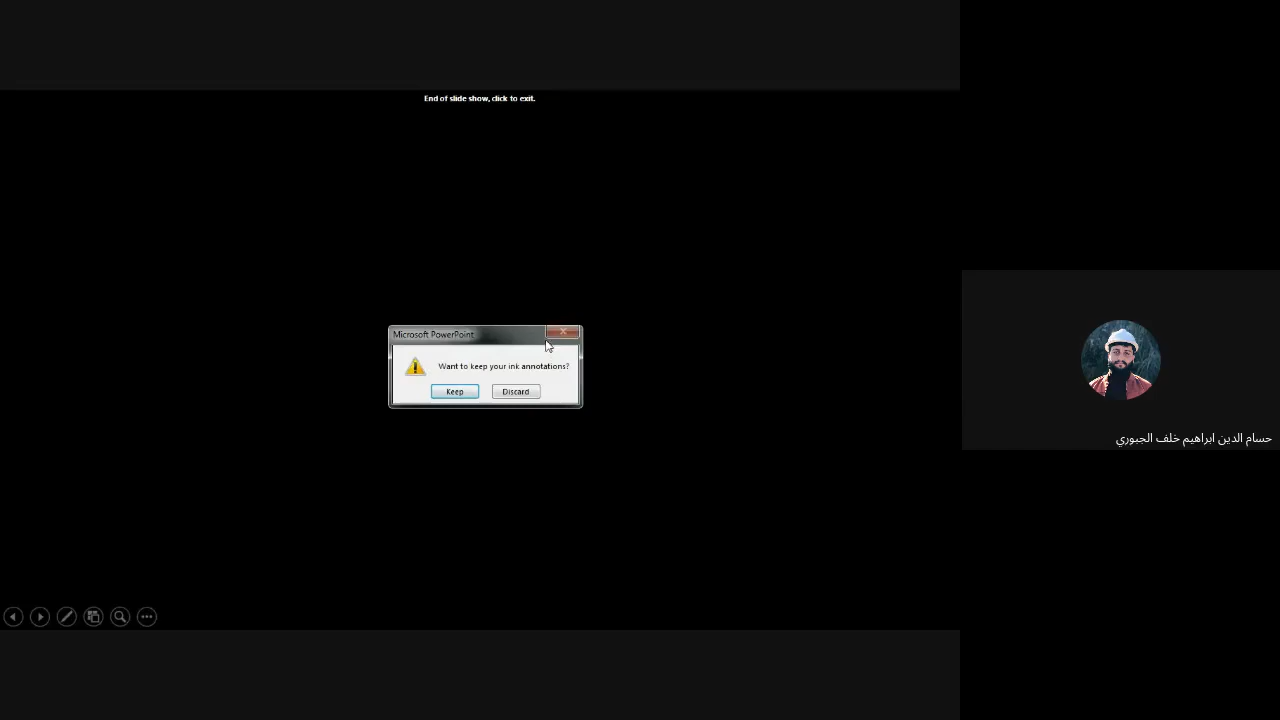 End of slide show, click to exit.
Microsoft PowerPoint
Want to keep your ink annotations?
Keep
Discard
حسام الدين ابراهيم خلف الجبوري